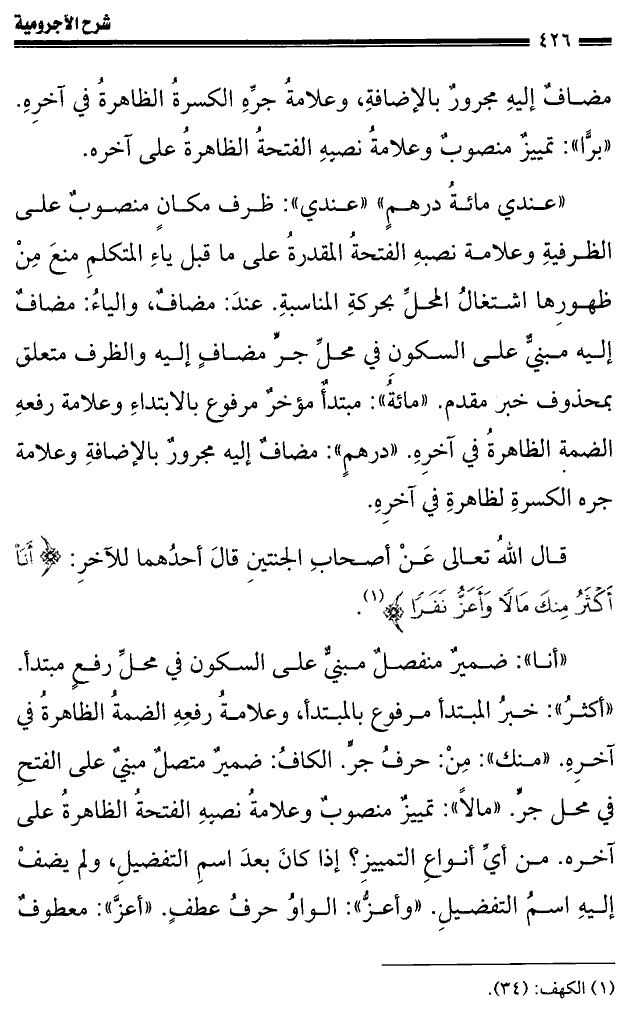 شرح الآجرومية
٤٢٦
مضافٌ إليهِ مجرورٌ بالإضافةِ، وعلامةُ جرِّهِ الكسرةُ الظاهرةُ في آخرِهِ.
«برًّا»: تمييزٌ منصوبٌ وعلامةُ نصبِهِ الفتحةُ الظاهرةُ على آخره.
«عندي مائةُ درهمٍ» «عندي»: ظرف مكانٍ منصوبٌ على
الظرفيةِ وعلامة نصبه الفتحةُ المقدرةُ على ما قبل ياءِ المتكلمِ منعَ مِنْ
ظهورِها اشتغالُ المحلِّ بحركةِ المناسبةِ. عندَ: مضافٌ، والياءُ: مضافٌ
إليه مبنيٌّ على السكونِ في محلِّ جرٍّ مضافٍ إليه والظرف متعلق
بمحذوف خبر مقدم. «مائةُ»: مبتدأٌ مؤخرٌ مرفوع بالابتداءِ وعلامة رفعهِ
الضمة الظاهرةُ في آخرِهِ. «درهمٍ»: مضافٌ إليه مجرورٌ بالإضافةِ وعلامة
جره الكسرةِ لظاهرةِ في آخرِهِ.
قال اللهُ تعالى عَنْ أصحابِ الجنتينِ قالَ أحدُهما للآخرِ: ﴿أَنَا۠
أَكْثَرُ مِنكَ مَالًا وَأَعَزُّ نَفَرًا﴾(١).
«أنا»: ضميرٌ منفصلٌ مبنيٌّ على السكون في محلِّ رفعٍ مبتدأ.
«أكثرُ»: خبرُ المبتدأ مرفوع بالمبتدأ، وعلامةُ رفعِهِ الضمةُ الظاهرةُ في
آخرِهِ. «منك»: مِنْ: حرفُ جرٍّ. الكافُ: ضميرٌ متصلٌ مبنيٌ على الفتحِ
في محل جرٍّ. «مالاً»: تمييزٌ منصوبٌ وعلامةُ نصبِهِ الفتحةُ الظاهرةُ على
آخره. من أيِّ أنواعِ التمييزِ؟ إذا كانَ بعدَ اسمِ التفضيلِ، ولم يضفْ
إليهِ اسمُ التفضيلِ. «وأعزُّ»: الواوُ حرفُ عطفٍ. «أعزَّ»: معطوفٌ
(١) الكهف: (٣٤).